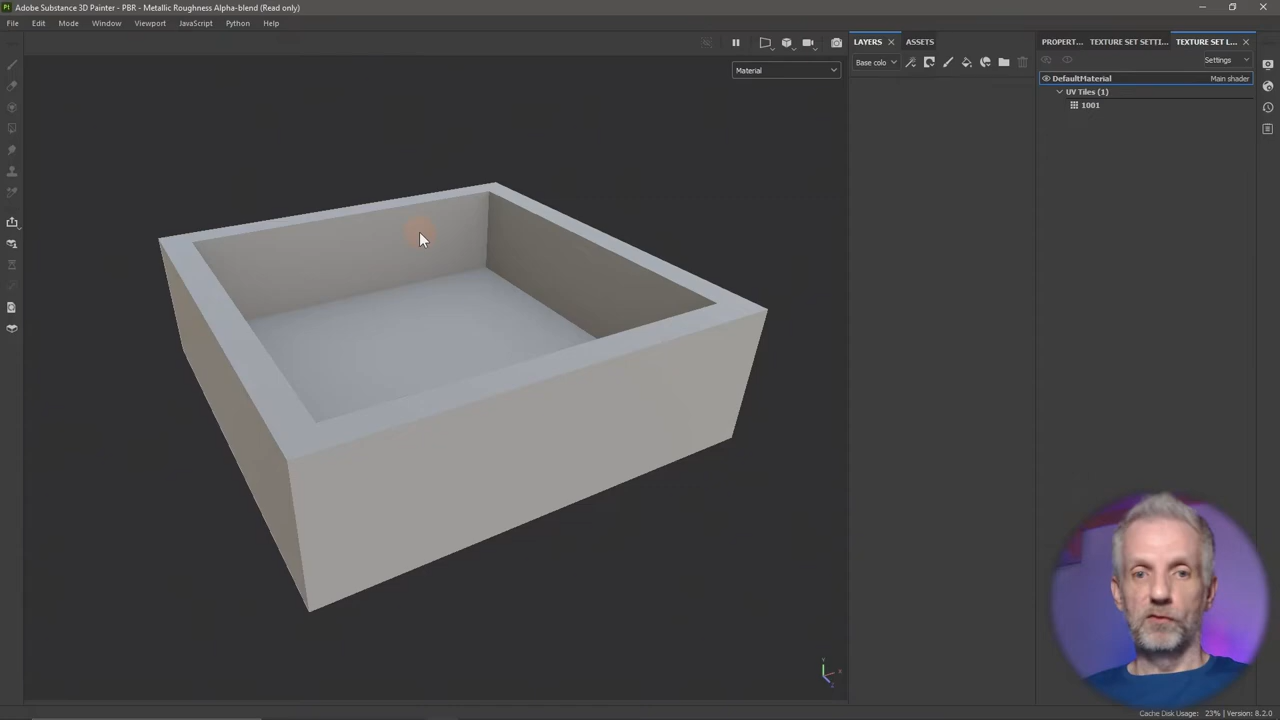 Adobe Substance 3D Painter - PBR - Metallic Roughness Alpha-blend (Read only)
File Edit Mode Window Viewport JavaScript Python Help
LAYERS ASSETS PROPERT... TEXTURE SET SETTI... TEXTURE SET L...
Base colo
Settings
Material
DefaultMaterial Main shader
UV Tiles (1)
1001
Y
X
Z
Cache Disk Usage: 23% | Version: 8.2.0